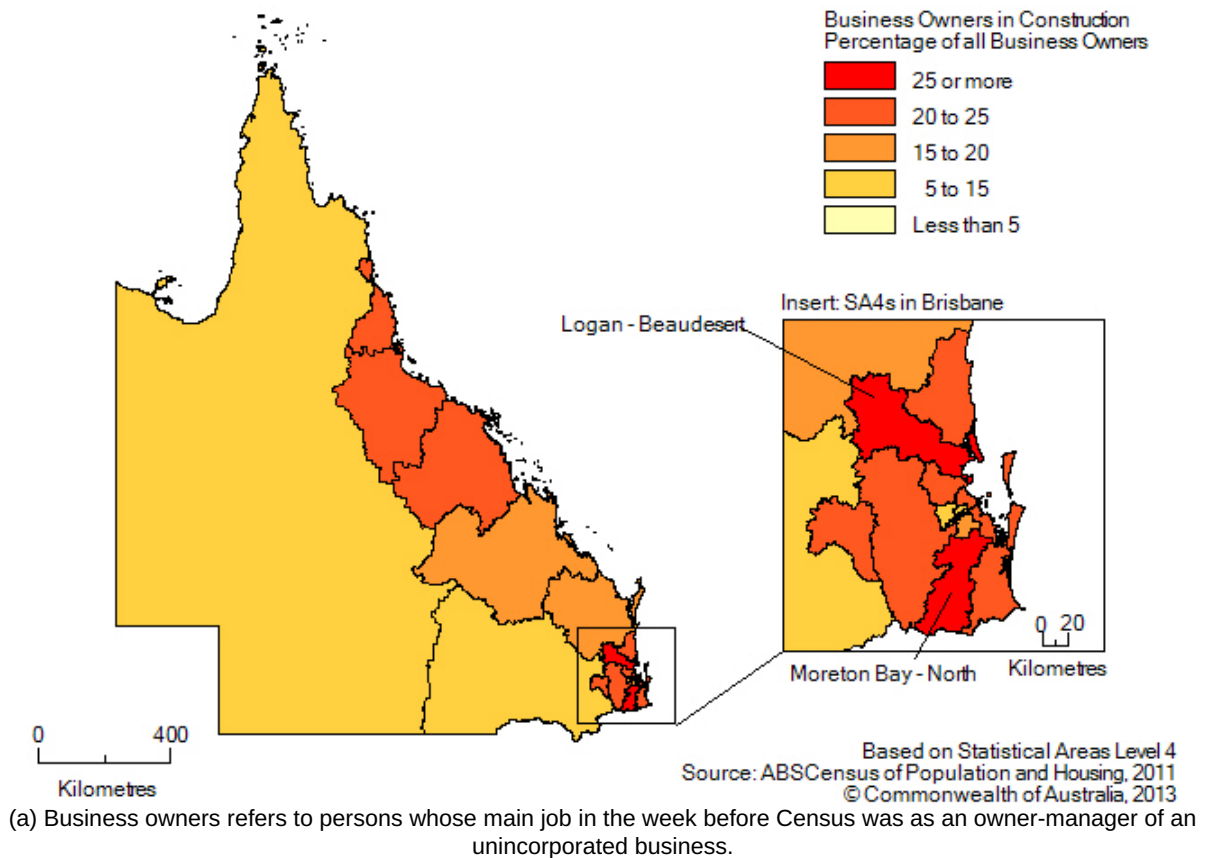 Business Owners in Construction
Percentage of all Business Owners
25 or more
20 to 25
15 to 20
5 to 15
Less than 5
Insert: SA4s in Brisbane
Logan - Beaudesert
0 20
Kilometres
Moreton Bay - North
0 400
Kilometres
Based on Statistical Areas Level 4
Source: ABSCensus of Population and Housing, 2011
© Commonwealth of Australia, 2013
(a) Business owners refers to persons whose main job in the week before Census was as an owner-manager of an
unincorporated business.